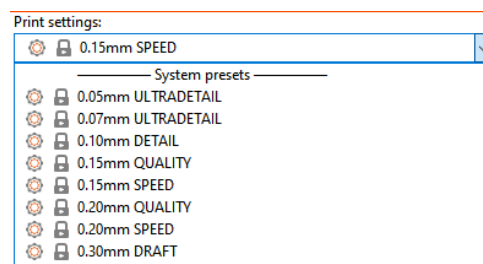 Print settings:
0.15mm SPEED
System presets
0.05mm ULTRADETAIL
0.07mm ULTRADETAIL
0.10mm DETAIL
0.15mm QUALITY
0.15mm SPEED
0.20mm QUALITY
0.20mm SPEED
0.30mm DRAFT